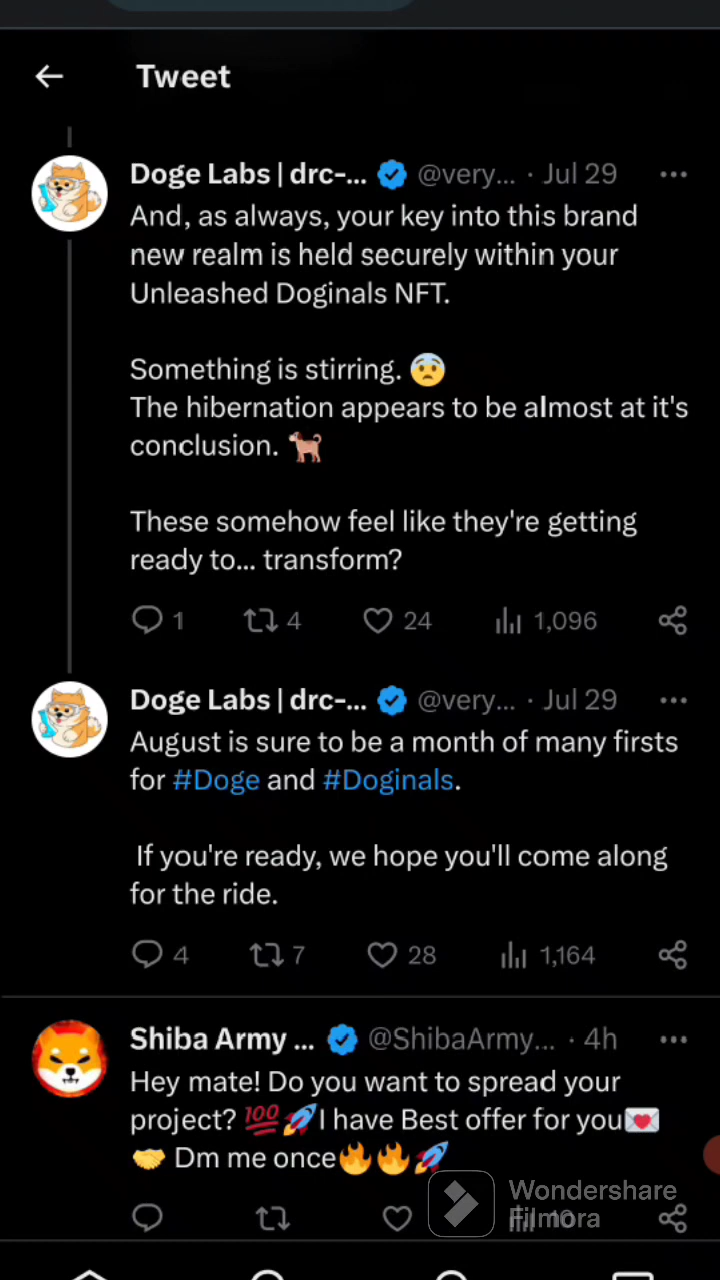 Tweet
Doge Labs | drc-... @very... · Jul 29
And, as always, your key into this brand
new realm is held securely within your
Unleashed Doginals NFT.
Something is stirring. 😨
The hibernation appears to be almost at it's
conclusion. 🐕
These somehow feel like they're getting
ready to... transform?
1 4 24 1,096
Doge Labs | drc-... @very... · Jul 29
August is sure to be a month of many firsts
for #Doge and #Doginals.
If you're ready, we hope you'll come along
for the ride.
4 7 28 1,164
Shiba Army ... @ShibaArmy... · 4h
Hey mate! Do you want to spread your
project? 💯🚀I have Best offer for you💌
🤝 Dm me once🔥🔥🚀
Wondershare
Filmora